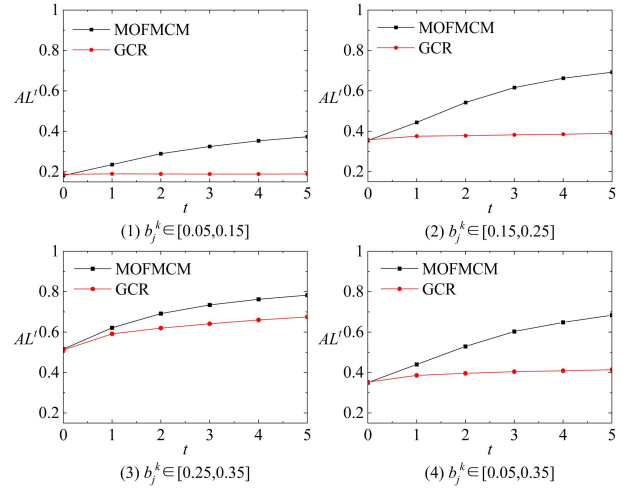 1
MOFMCM
0.8
GCR
AL^t 0.6
0.4
0.2
0 1 2 3 4 5
t
(1) b_j^k∈[0.05,0.15]
1
MOFMCM
0.8
GCR
AL^t 0.6
0.4
0.2
0 1 2 3 4 5
t
(2) b_j^k∈[0.15,0.25]
1
MOFMCM
0.8
GCR
AL^t 0.6
0.4
0.2
0 1 2 3 4 5
t
(3) b_j^k∈[0.25,0.35]
1
MOFMCM
0.8
GCR
AL^t 0.6
0.4
0.2
0 1 2 3 4 5
t
(4) b_j^k∈[0.05,0.35]